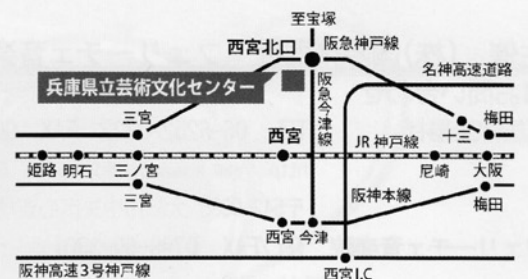 至宝塚
西宮北口
阪急神戸線
兵庫県立芸術文化センター
阪急今津線
名神高速道路
三宮
十三
梅田
西宮
JR神戸線
姫路
明石
三ノ宮
尼崎
大阪
三宮
阪神本線
梅田
西宮
今津
阪神高速3号神戸線
西宮I.C